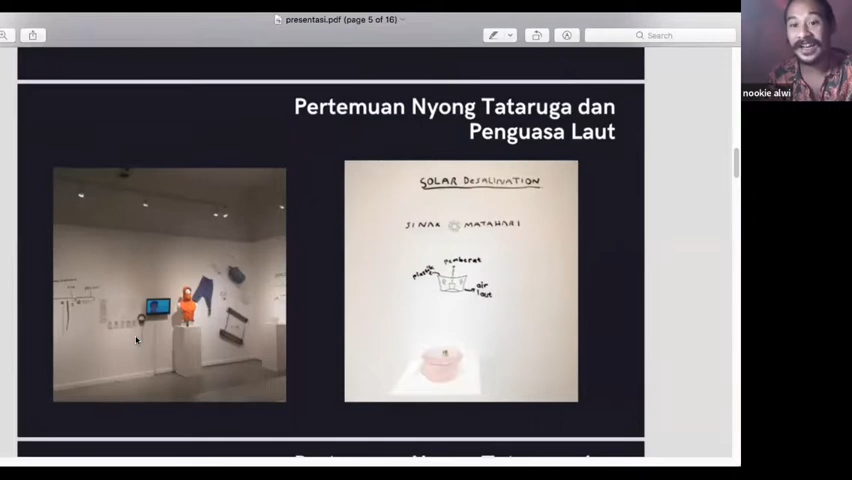 presentasi.pdf (page 5 of 16)
Search
nookie alwi
Pertemuan Nyong Tataruga dan
Penguasa Laut
SOLAR DESALINATION
SINAR MATAHARI
pemberat
plastik
air
laut